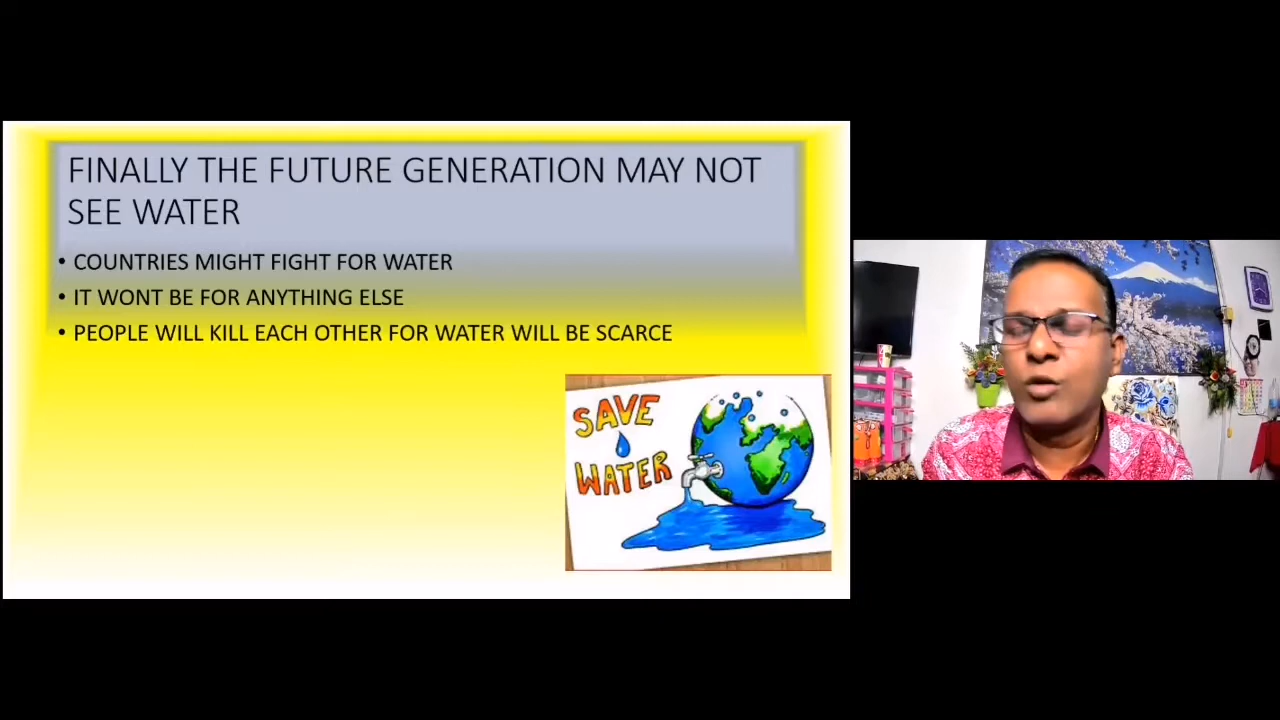 FINALLY THE FUTURE GENERATION MAY NOT
SEE WATER
• COUNTRIES MIGHT FIGHT FOR WATER
• IT WONT BE FOR ANYTHING ELSE
• PEOPLE WILL KILL EACH OTHER FOR WATER WILL BE SCARCE
SAVE
WATER